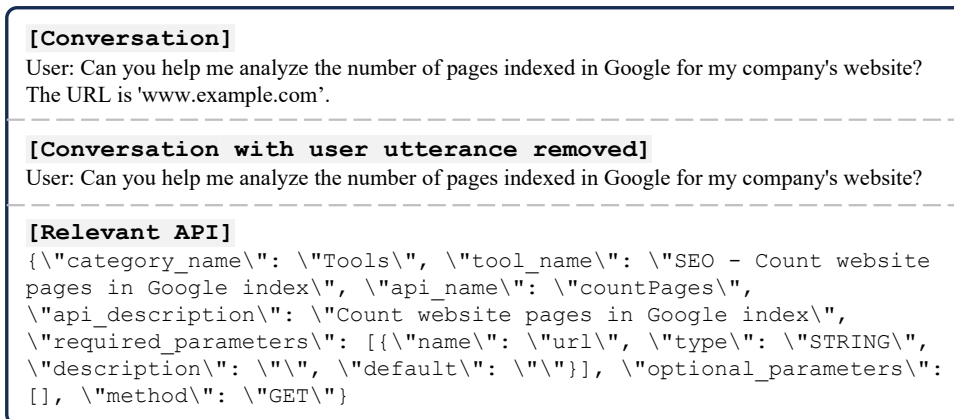 [Conversation]
User: Can you help me analyze the number of pages indexed in Google for my company's website?
The URL is 'www.example.com’.
[Conversation with user utterance removed]
User: Can you help me analyze the number of pages indexed in Google for my company's website?
[Relevant API]
{\"category_name\": \"Tools\", \"tool_name\": \"SEO - Count website
pages in Google index\", \"api_name\": \"countPages\",
\"api_description\": \"Count website pages in Google index\",
\"required_parameters\": [{\"name\": \"url\", \"type\": \"STRING\",
\"description\": \"\", \"default\": \"\"}], \"optional_parameters\":
[], \"method\": \"GET\"}